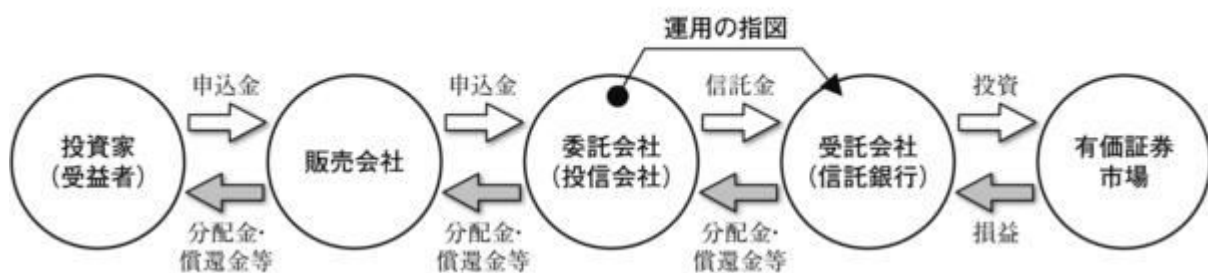 運用の指図
申込金
申込金
信託金
投資
投資家
（受益者）
販売会社
委託会社
（投信会社）
受託会社
（信託銀行）
有価証券
市場
分配金・
償還金等
分配金・
償還金等
分配金・
償還金等
損益